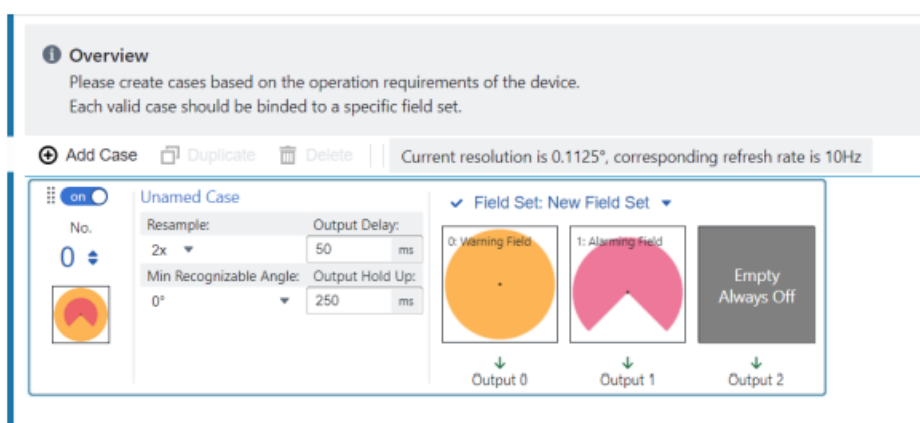 Overview
Please create cases based on the operation requirements of the device.
Each valid case should be binded to a specific field set.
Add Case Duplicate Delete Current resolution is 0.1125°, corresponding refresh rate is 10Hz
on Unamed Case Field Set: New Field Set
No. Resample: Output Delay: 0: Warning Field 1: Alarming Field
0 2x 50 ms
Min Recognizable Angle: Output Hold Up: Empty
0° 250 ms Always Off
Output 0 Output 1 Output 2